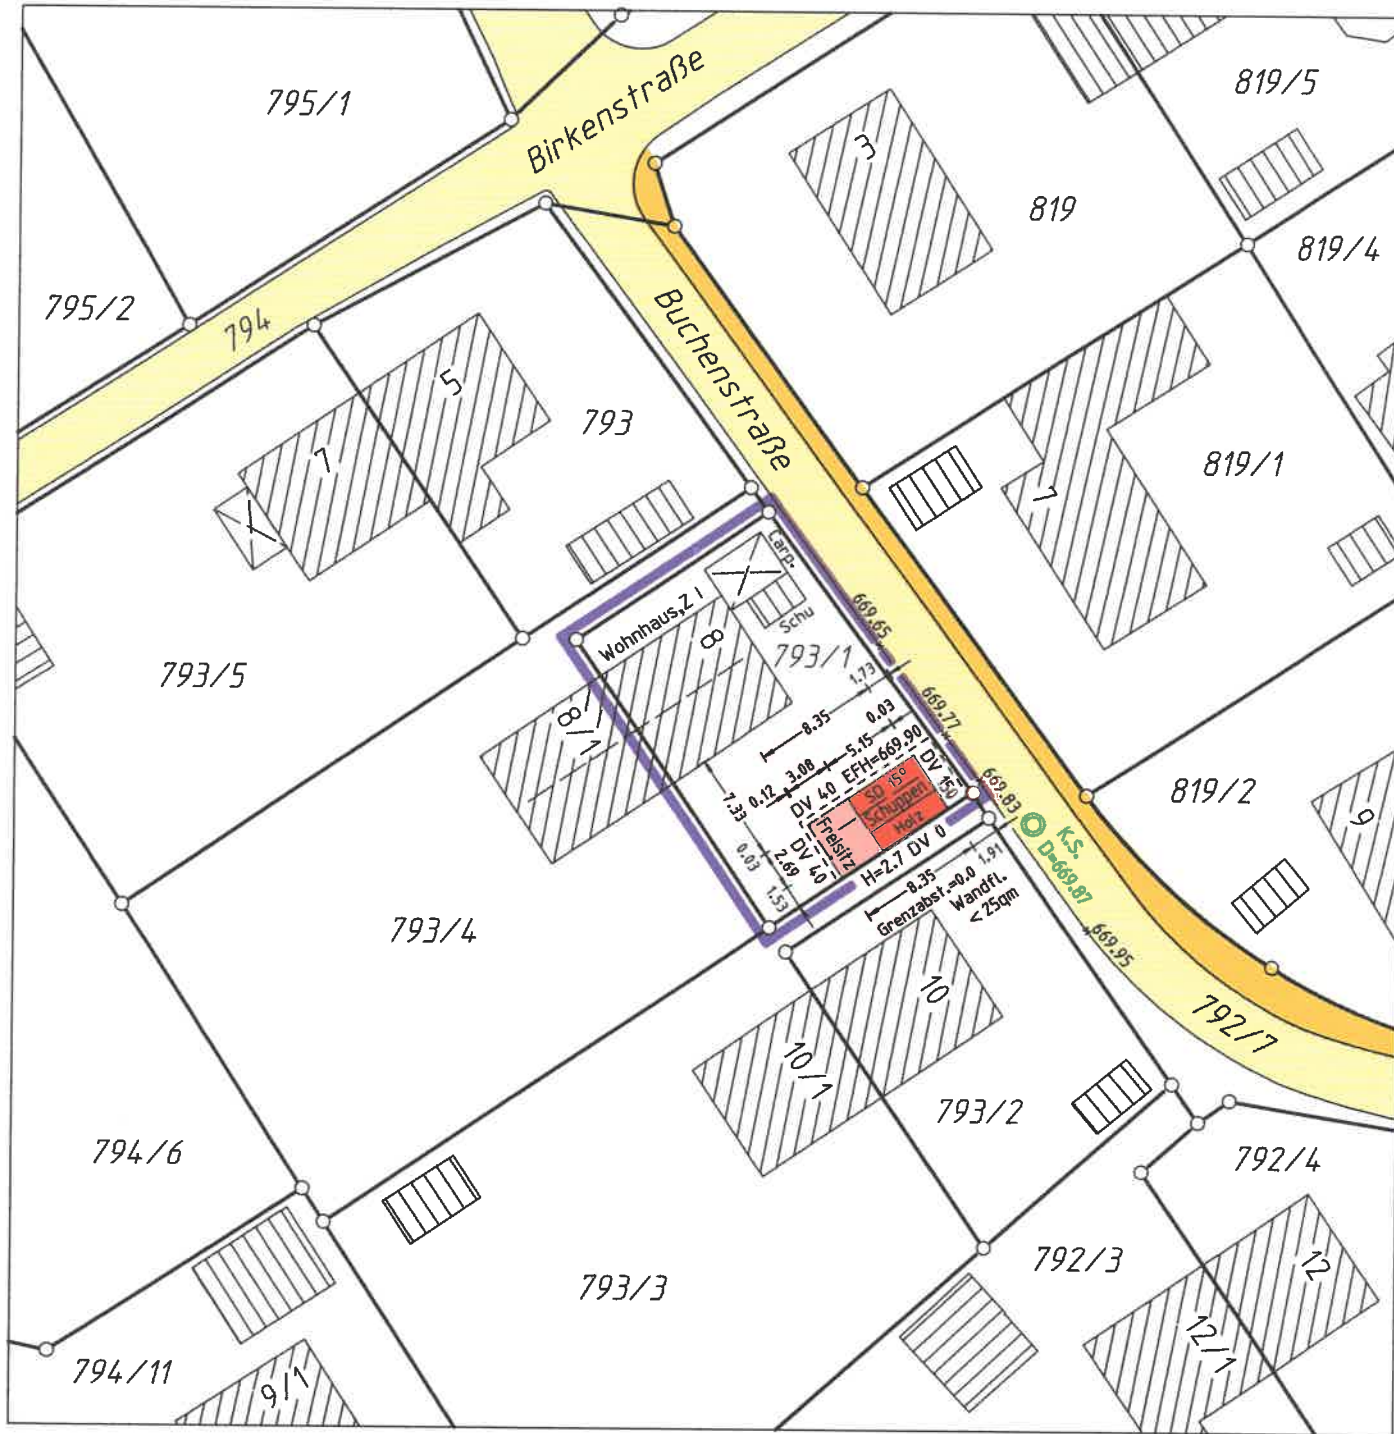 795/1
Birkenstraße
819/5
3
819
819/4
795/2
794
Buchenstraße
5
793
7
819/1
7
Carp.
Wohnhaus,Z I
8
Schu
793/1
669.65
793/5
8/1
1.73
669.77
0.03
8.35
5.15
3.08
0.12
EFH=669.90
DV 40
DV 150
7.33
SD 15°
Schuppen
Holz
Freisitz
669.83
819/2
9
K.S.
D=669.87
DV 40
0.03
2.69
1.53
H=2.7 DV 0
1.91
8.35
Grenzabst.=0.0
Wandfl.
< 25qm
793/4
669.95
10
10/1
792/7
793/2
794/6
792/4
793/3
792/3
12
12/1
794/11
9/1